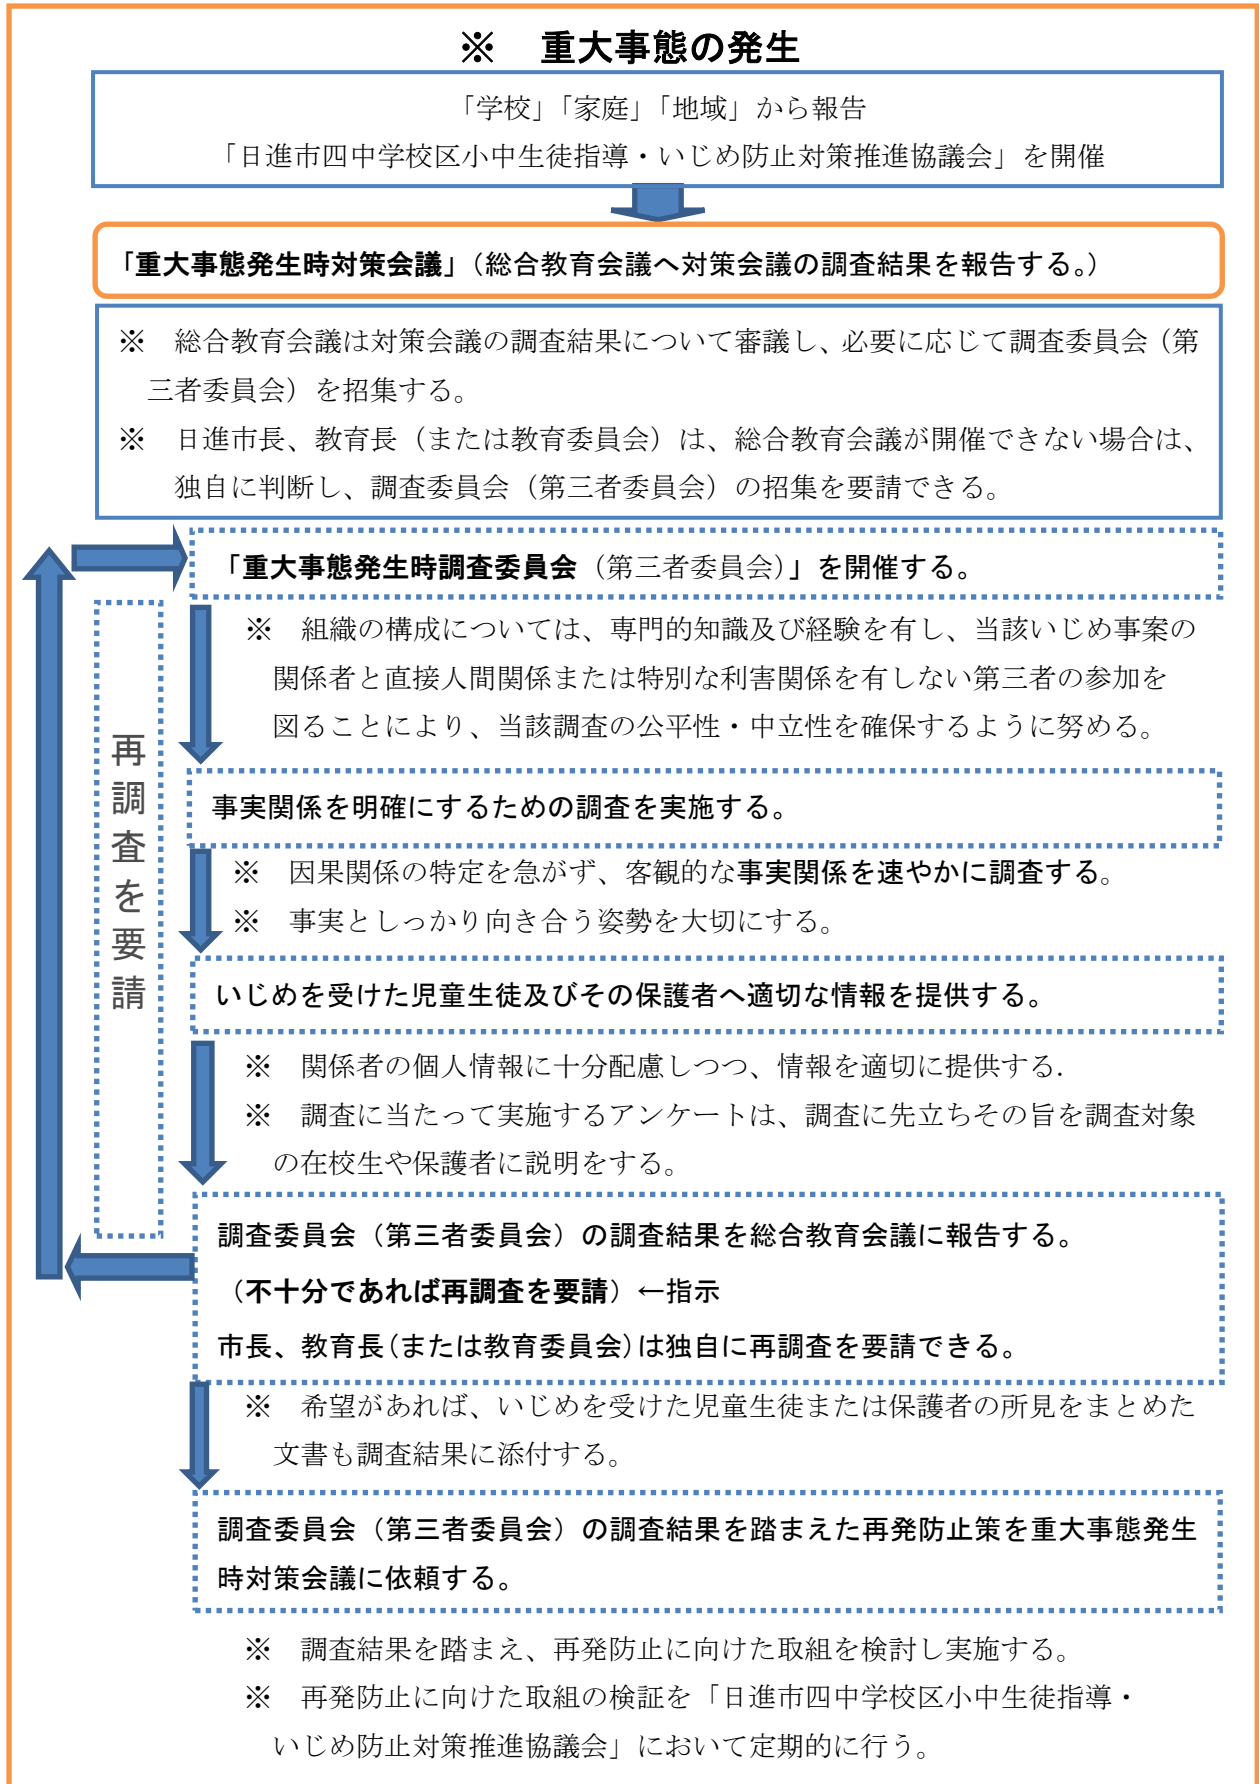 ※　重大事態の発生
「学校」「家庭」「地域」から報告
「日進市四中学校区小中生徒指導・いじめ防止対策推進協議会」を開催
「重大事態発生時対策会議」（総合教育会議へ対策会議の調査結果を報告する。）
※　総合教育会議は対策会議の調査結果について審議し、必要に応じて調査委員会（第
三者委員会）を招集する。
※　日進市長、教育長（または教育委員会）は、総合教育会議が開催できない場合は、
独自に判断し、調査委員会（第三者委員会）の招集を要請できる。
「重大事態発生時調査委員会（第三者委員会）」を開催する。
※　組織の構成については、専門的知識及び経験を有し、当該いじめ事案の
関係者と直接人間関係または特別な利害関係を有しない第三者の参加を
図ることにより、当該調査の公平性・中立性を確保するように努める。
再調査を要請
事実関係を明確にするための調査を実施する。
※　因果関係の特定を急がず、客観的な事実関係を速やかに調査する。
※　事実としっかり向き合う姿勢を大切にする。
いじめを受けた児童生徒及びその保護者へ適切な情報を提供する。
※　関係者の個人情報に十分配慮しつつ、情報を適切に提供する.
※　調査に当たって実施するアンケートは、調査に先立ちその旨を調査対象
の在校生や保護者に説明をする。
調査委員会（第三者委員会）の調査結果を総合教育会議に報告する。
（不十分であれば再調査を要請）←指示
市長、教育長(または教育委員会)は独自に再調査を要請できる。
※　希望があれば、いじめを受けた児童生徒または保護者の所見をまとめた
文書も調査結果に添付する。
調査委員会（第三者委員会）の調査結果を踏まえた再発防止策を重大事態発生
時対策会議に依頼する。
※　調査結果を踏まえ、再発防止に向けた取組を検討し実施する。
※　再発防止に向けた取組の検証を「日進市四中学校区小中生徒指導・
いじめ防止対策推進協議会」において定期的に行う。